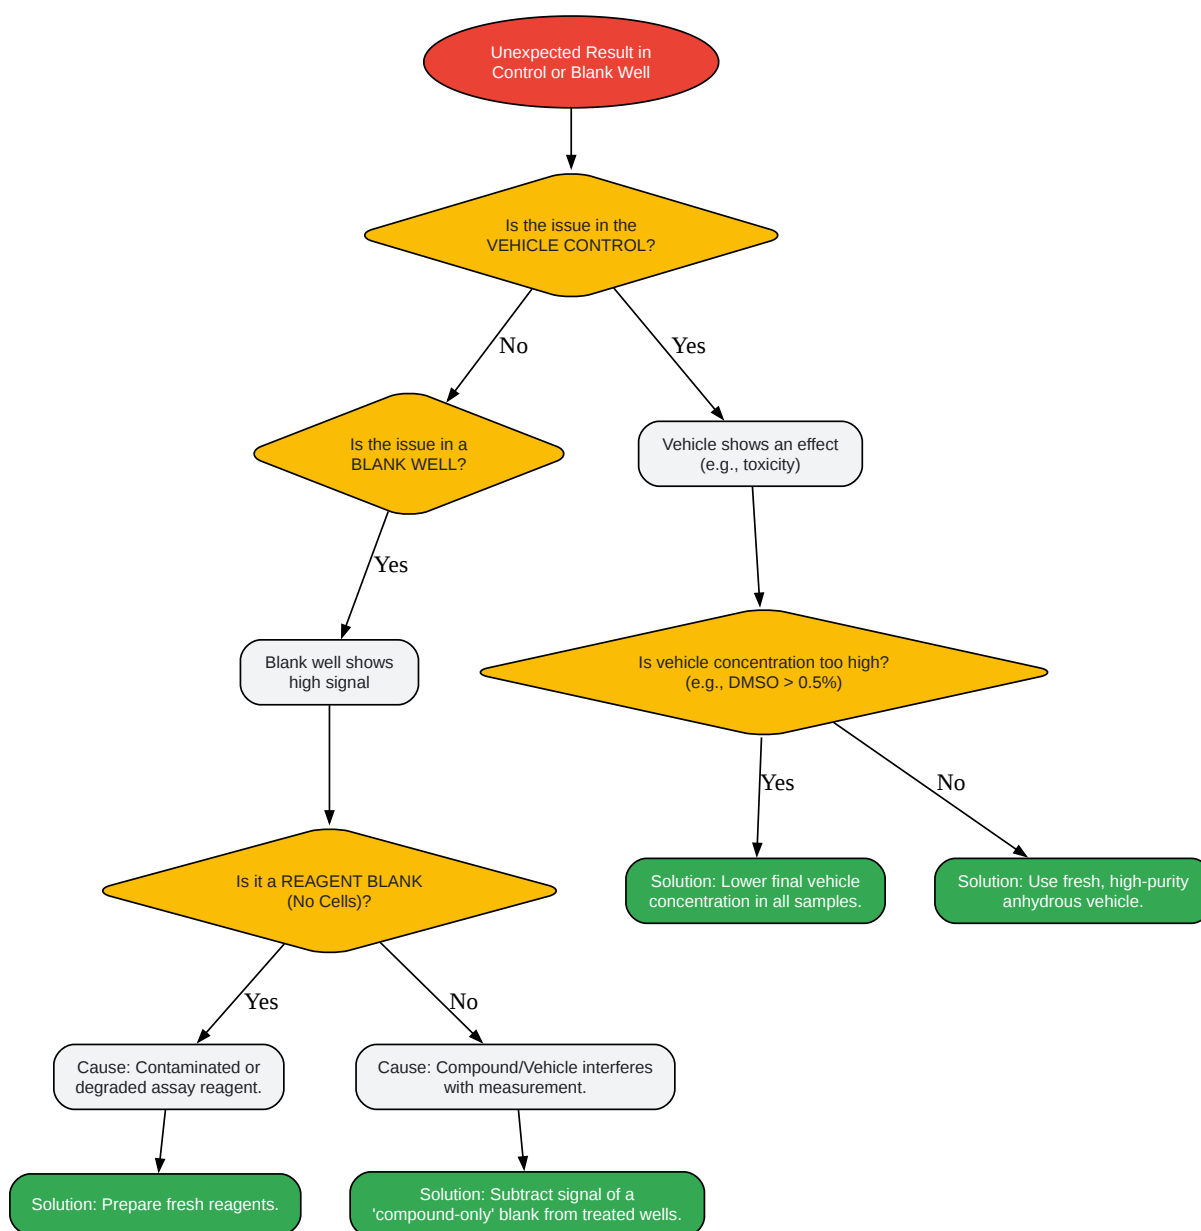 Unexpected Result in
Control or Blank Well
Is the issue in the
VEHICLE CONTROL?
No
Yes
Is the issue in a
BLANK WELL?
Vehicle shows an effect
(e.g., toxicity)
Yes
Blank well shows
high signal
Is vehicle concentration too high?
(e.g., DMSO > 0.5%)
Yes
No
Is it a REAGENT BLANK
(No Cells)?
Solution: Lower final vehicle
concentration in all samples.
Solution: Use fresh, high-purity
anhydrous vehicle.
Yes
No
Cause: Contaminated or
degraded assay reagent.
Cause: Compound/Vehicle interferes
with measurement.
Solution: Prepare fresh reagents.
Solution: Subtract signal of a
'compound-only' blank from treated wells.